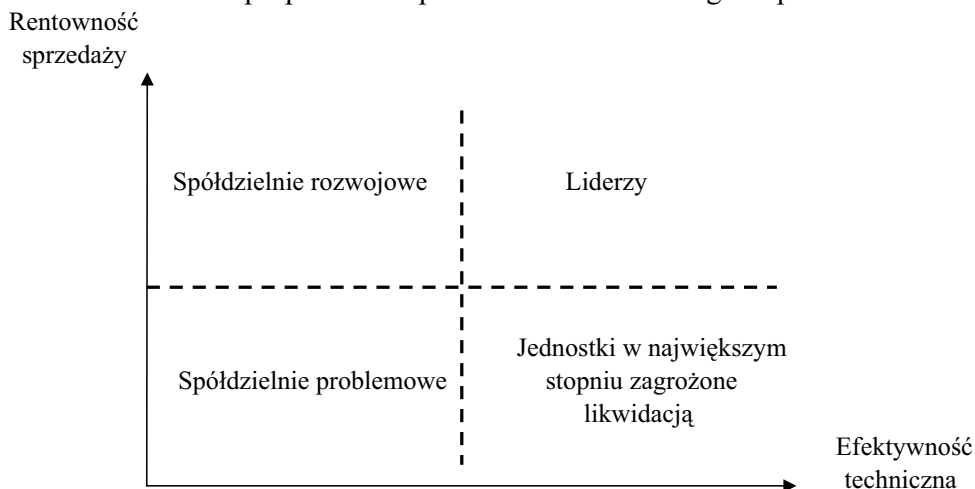 Rentowność
sprzedaży
Spółdzielnie rozwojowe
Liderzy
Spółdzielnie problemowe
Jednostki w największym
stopniu zagrożone
likwidacją
Efektywność
techniczna